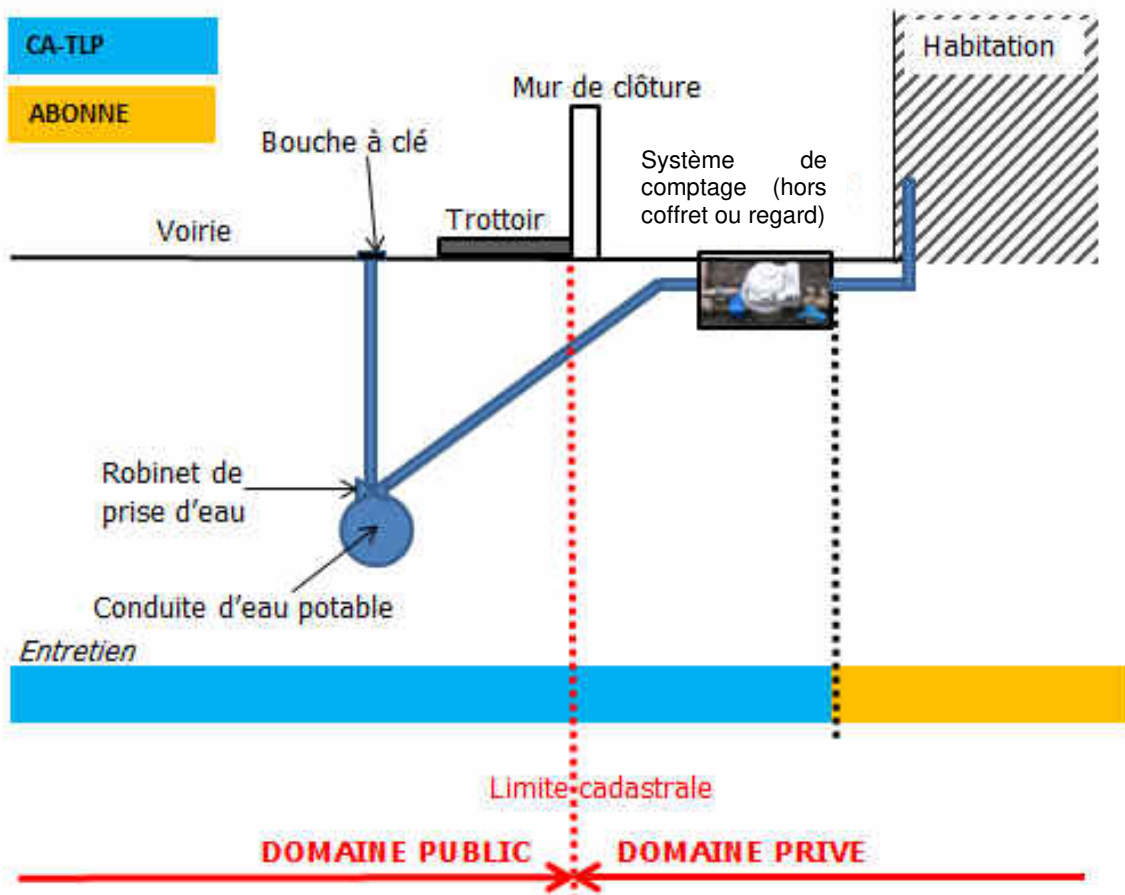 CA-TLP
Habitation
Mur de clôture
ABONNE
Bouche à clé
Système de
comptage (hors
coffret ou regard)
Trottoir
Voirie
Robinet de
prise d'eau
Conduite d'eau potable
Entretien
Limite cadastrale
DOMAINE PUBLIC
DOMAINE PRIVE